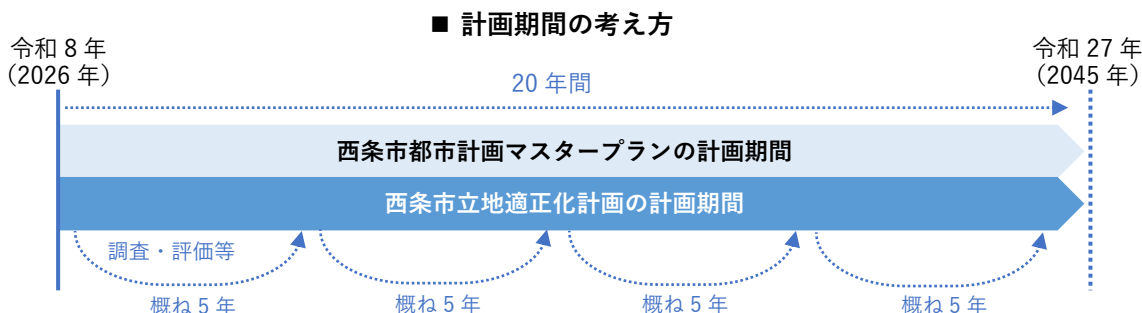 ■ 計画期間の考え方
令和 8 年
（2026 年）
令和 27 年
（2045 年）
20 年間
西条市都市計画マスタープランの計画期間
西条市立地適正化計画の計画期間
調査・評価等
概ね 5 年
概ね 5 年
概ね 5 年
概ね 5 年